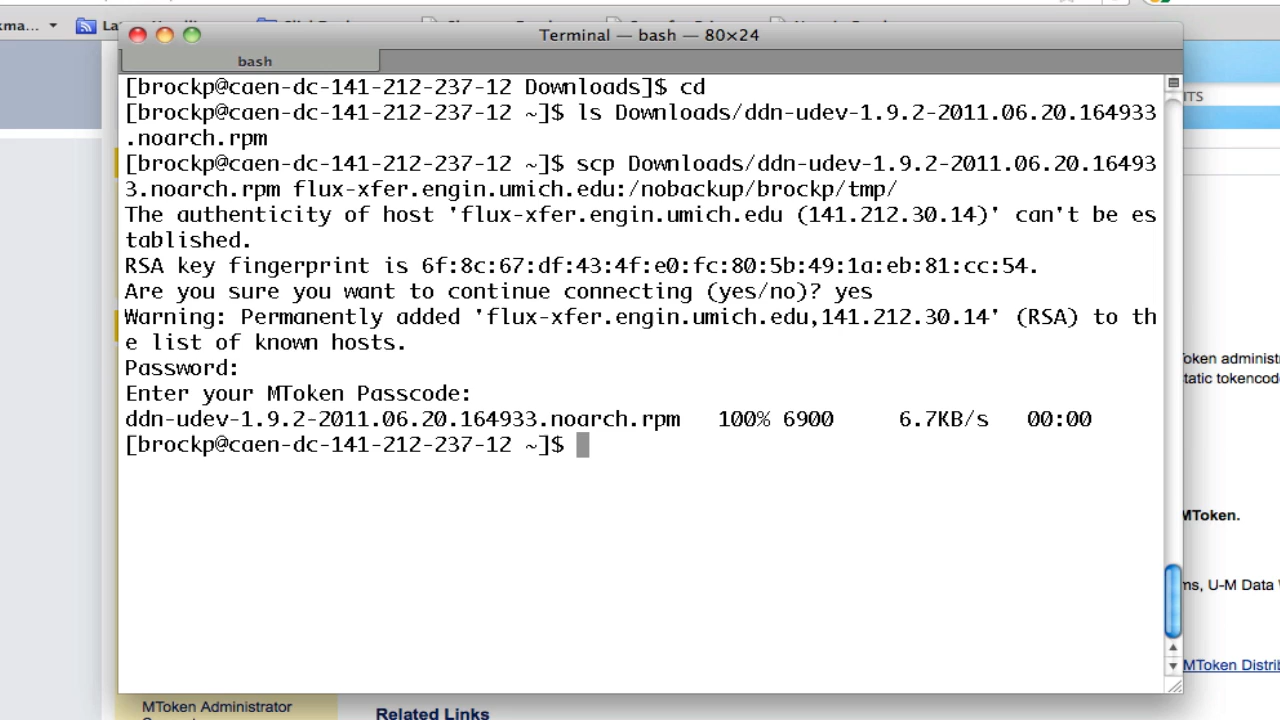 Terminal — bash — 80×24
bash
[brockp@caen-dc-141-212-237-12 Downloads]$ cd
[brockp@caen-dc-141-212-237-12 ~]$ ls Downloads/ddn-udev-1.9.2-2011.06.20.164933
.noarch.rpm
[brockp@caen-dc-141-212-237-12 ~]$ scp Downloads/ddn-udev-1.9.2-2011.06.20.16493
3.noarch.rpm flux-xfer.engin.umich.edu:/nobackup/brockp/tmp/
The authenticity of host 'flux-xfer.engin.umich.edu (141.212.30.14)' can't be es
tablished.
RSA key fingerprint is 6f:8c:67:df:43:4f:e0:fc:80:5b:49:1a:eb:81:cc:54.
Are you sure you want to continue connecting (yes/no)? yes
Warning: Permanently added 'flux-xfer.engin.umich.edu,141.212.30.14' (RSA) to th
e list of known hosts.
Password:
Enter your MToken Passcode:
ddn-udev-1.9.2-2011.06.20.164933.noarch.rpm 100% 6900 6.7KB/s 00:00
[brockp@caen-dc-141-212-237-12 ~]$
ITS
MToken.
U-M Data
MToken Distrib
MToken Administrator
Related Links